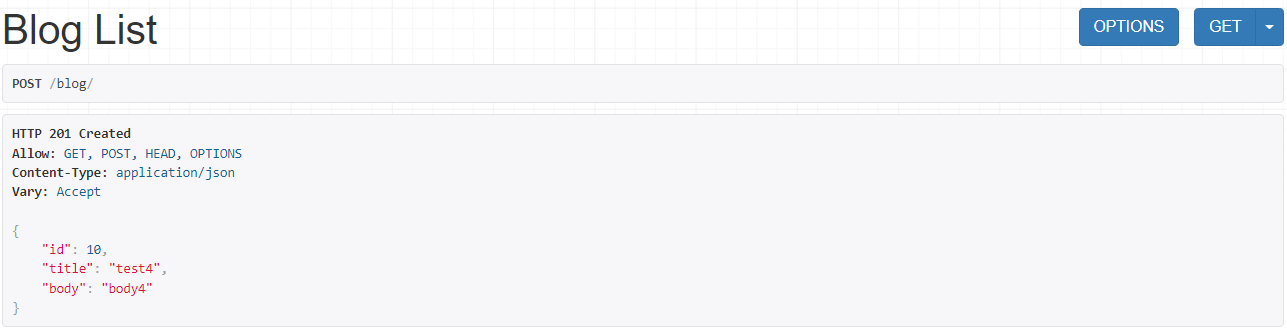 Blog List
OPTIONS
GET
POST /blog/
HTTP 201 Created
Allow: GET, POST, HEAD, OPTIONS
Content-Type: application/json
Vary: Accept
{
    "id": 10,
    "title": "test4",
    "body": "body4"
}